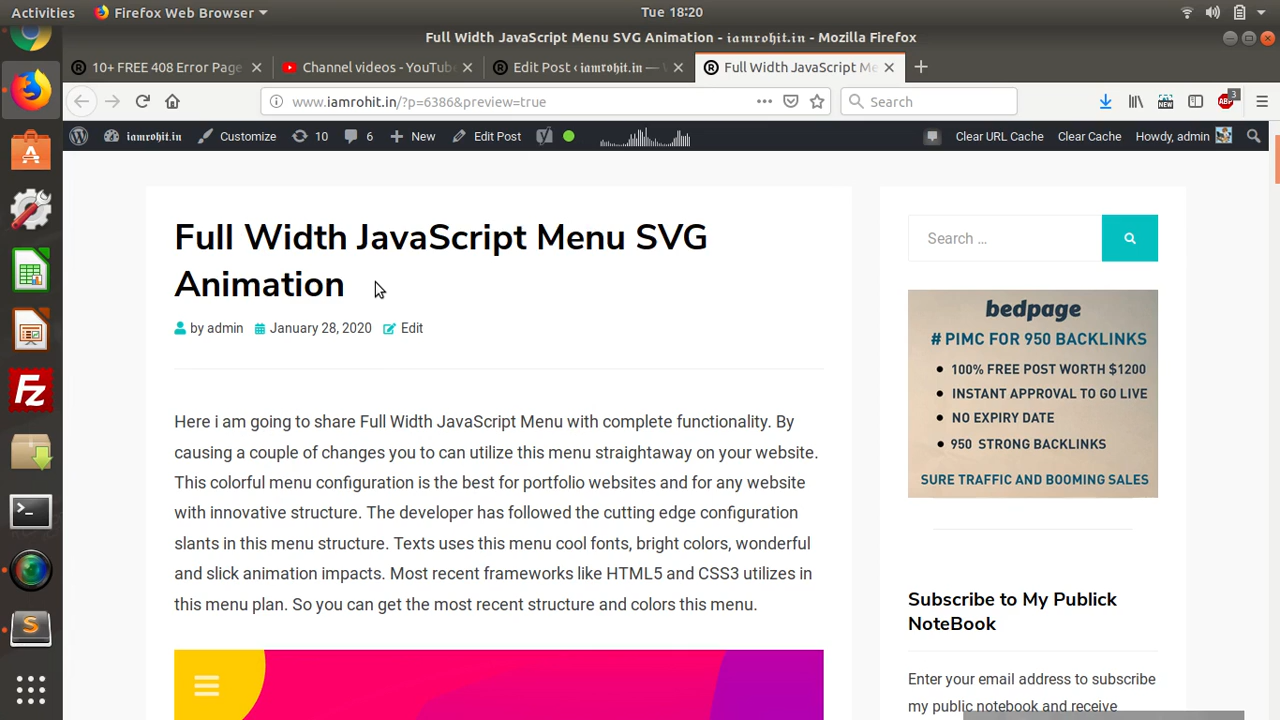 Activities
Firefox Web Browser
Tue 18:20
Full Width JavaScript Menu SVG Animation - iamrohit.in - Mozilla Firefox
10+ FREE 408 Error Page
Channel videos - YouTube
Edit Post ‹ iamrohit.in —
Full Width JavaScript Me
www.iamrohit.in/?p=6386&preview=true
Search
ABP
3
iamrohit.in
Customize
10
6
New
Edit Post
Clear URL Cache
Clear Cache
Howdy, admin
Full Width JavaScript Menu SVG
Animation
by admin
January 28, 2020
Edit
Here i am going to share Full Width JavaScript Menu with complete functionality. By
causing a couple of changes you to can utilize this menu straightaway on your website.
This colorful menu configuration is the best for portfolio websites and for any website
with innovative structure. The developer has followed the cutting edge configuration
slants in this menu structure. Texts uses this menu cool fonts, bright colors, wonderful
and slick animation impacts. Most recent frameworks like HTML5 and CSS3 utilizes in
this menu plan. So you can get the most recent structure and colors this menu.
Search …
bedpage
# PIMC FOR 950 BACKLINKS
100% FREE POST WORTH $1200
INSTANT APPROVAL TO GO LIVE
NO EXPIRY DATE
950 STRONG BACKLINKS
SURE TRAFFIC AND BOOMING SALES
Subscribe to My Publick
NoteBook
Enter your email address to subscribe
my public notebook and receive